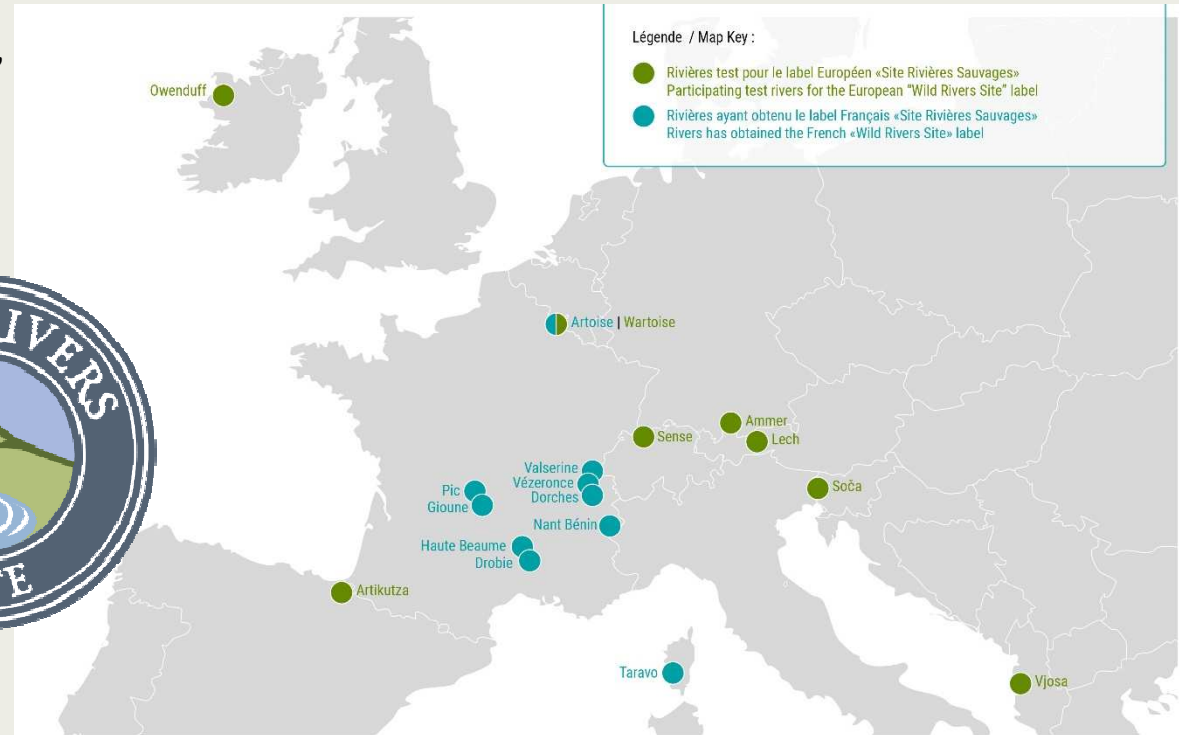 ,
Légende / Map Key :
Rivières test pour le label Européen «Site Rivières Sauvages»
Participating test rivers for the European "Wild Rivers Site" label
Rivières ayant obtenu le label Français «Site Rivières Sauvages»
Rivers has obtained the French «Wild Rivers Site» label
Owenduff
Artoise | Wartoise
Ammer
Sense
Lech
Valserine
Vézeronce
Dorches
Soča
Pic
Gioune
Nant Bénin
Haute Beaume
Drobie
Artikutza
Taravo
Vjosa
IVERS
TE